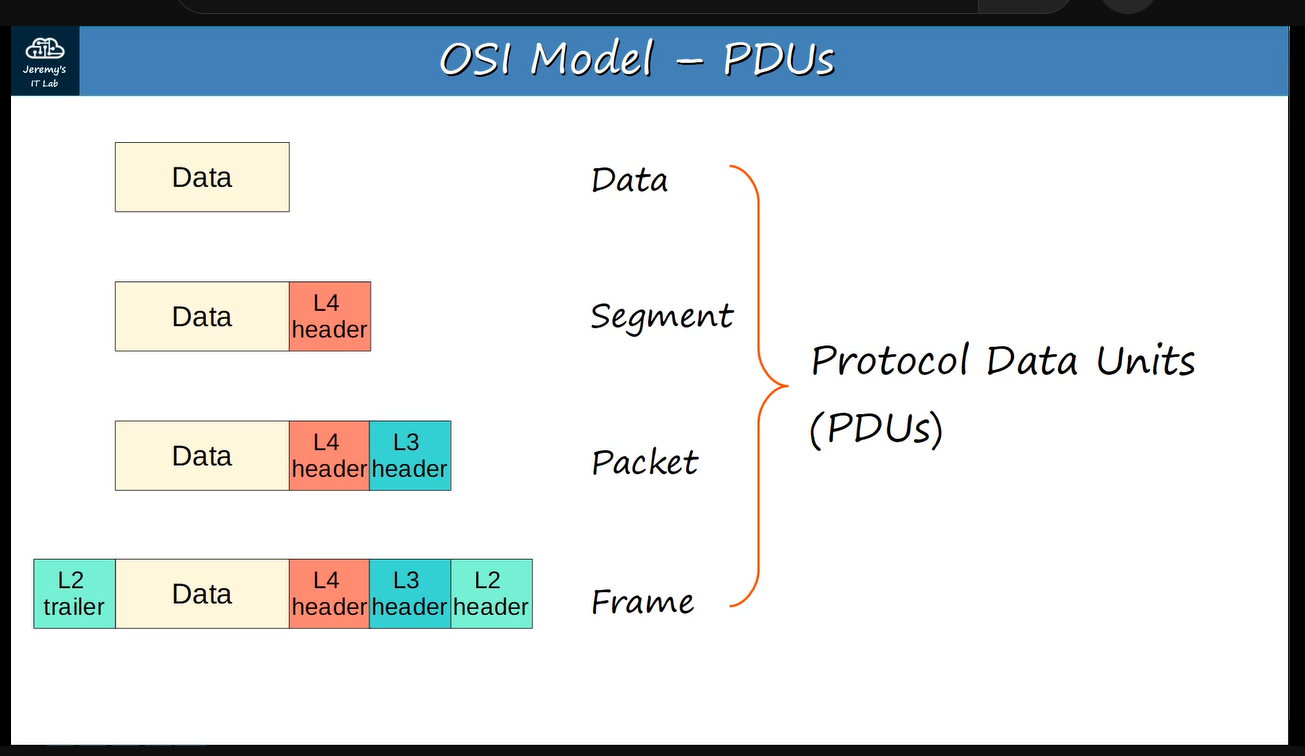 Jeremy's
IT Lab
OSI Model – PDUs
Data
Data
Data
L4
header
Segment
Protocol Data Units
(PDUs)
Data
L4
header
L3
header
Packet
L2
trailer
Data
L4
header
L3
header
L2
header
Frame